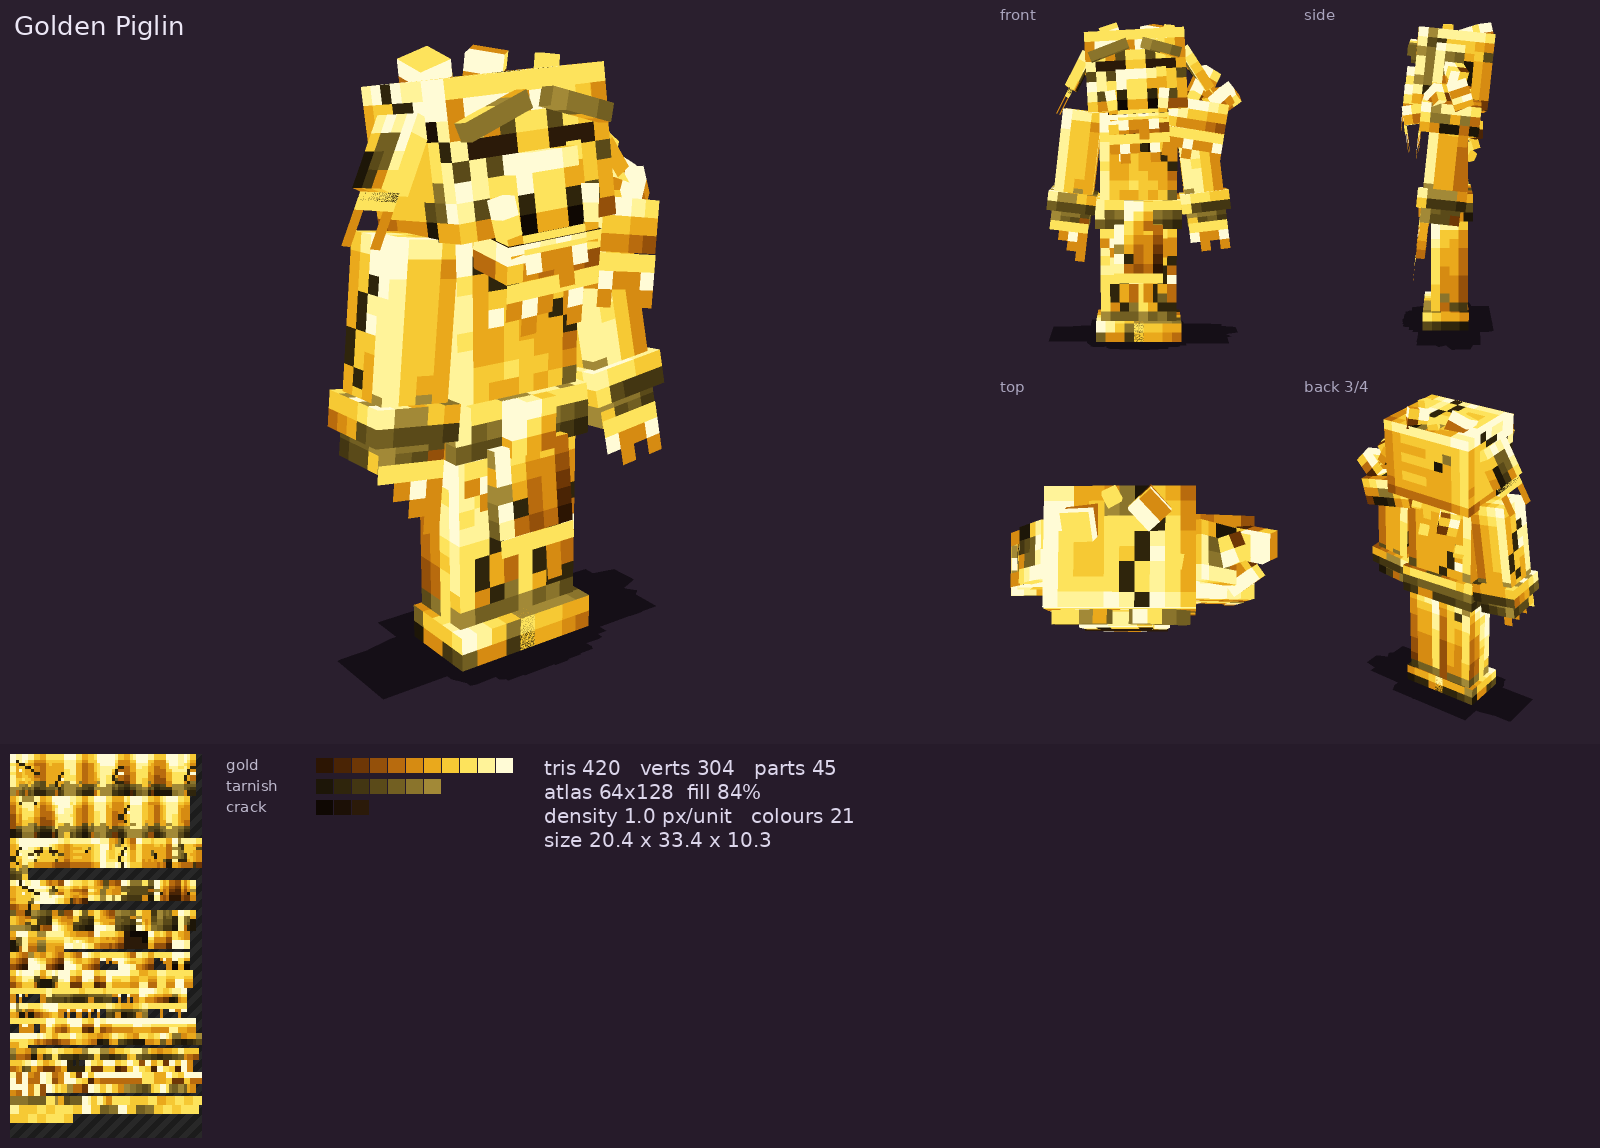 Golden Piglin
front
side
top
back 3/4
gold
tarnish
crack
tris 420   verts 304   parts 45
atlas 64x128  fill 84%
density 1.0 px/unit   colours 21
size 20.4 x 33.4 x 10.3